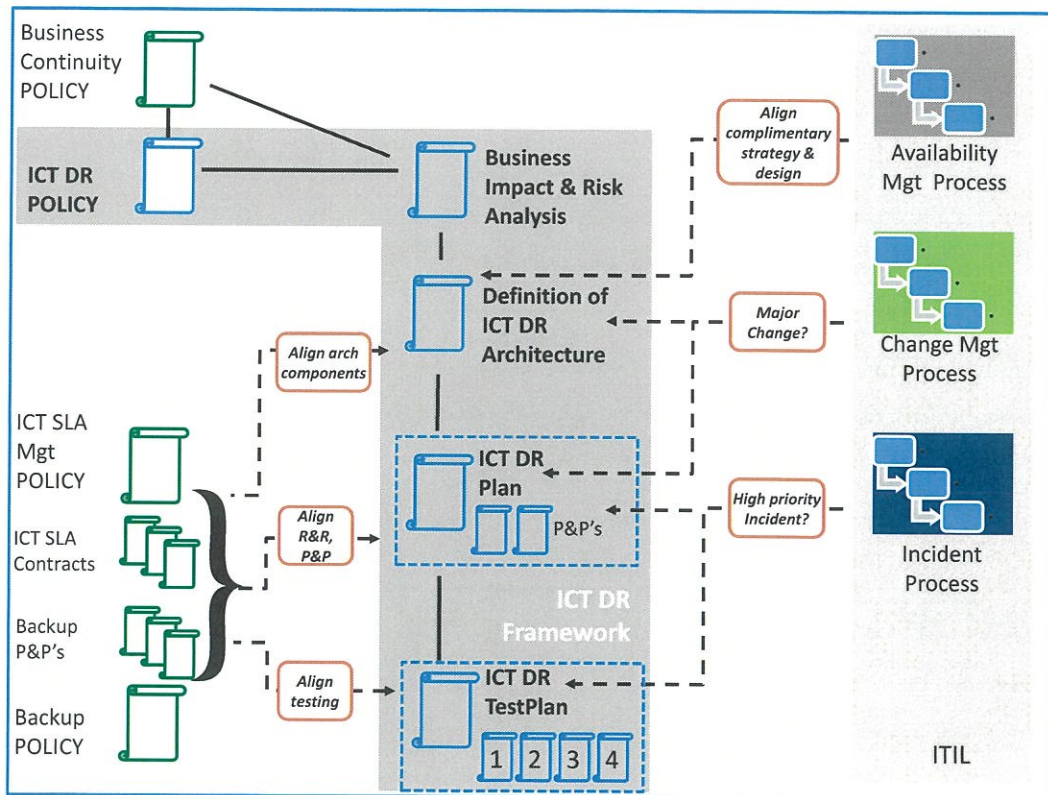 Business
Continuity
POLICY
ICT DR
POLICY
Business
Impact & Risk
Analysis
Align
complimentary
strategy &
design
Availability
Mgt Process
Definition of
ICT DR
Architecture
Major
Change?
Change Mgt
Process
Align arch
components
ICT SLA
Mgt
POLICY
ICT DR
Plan
P&P's
High priority
Incident?
Incident
Process
ICT SLA
Contracts
Align
R&R,
P&P
ICT DR
Framework
Backup
P&P's
Align
testing
ICT DR
TestPlan
1 2 3 4
Backup
POLICY
ITIL